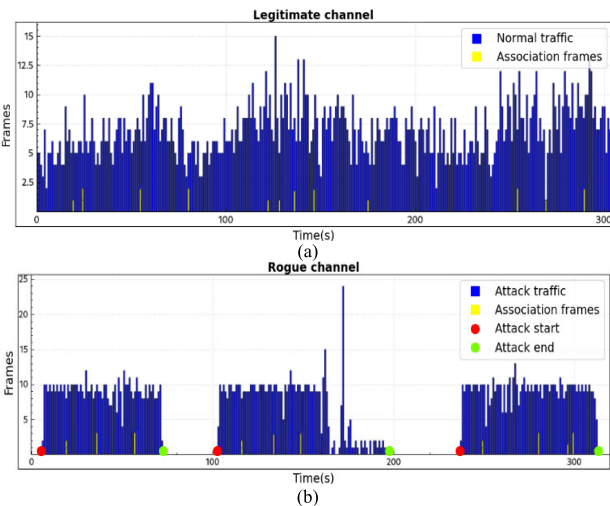 Legitimate channel
15
12.5
10
7.5
5
2.5
Frames
Normal traffic
Association frames
0
100
200
300
Time(s)
(a)
Rogue channel
25
20
15
10
5
Frames
Attack traffic
Association frames
Attack start
Attack end
0
100
200
300
Time(s)
(b)